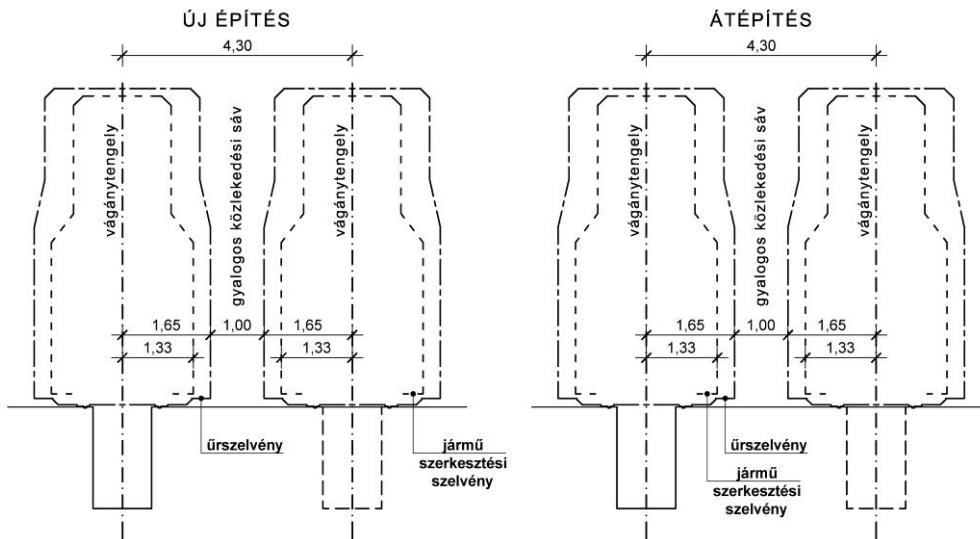 ÚJ ÉPÍTÉS
4,30
vágánytengely
gyalogos közlekedési sáv
vágánytengely
1,65
1,00
1,65
1,33
1,33
űrszelvény
jármű
szerkesztési
szelvény
ÁTÉPÍTÉS
4,30
vágánytengely
gyalogos közlekedési sáv
vágánytengely
1,65
1,00
1,65
1,33
1,33
űrszelvény
jármű
szerkesztési
szelvény